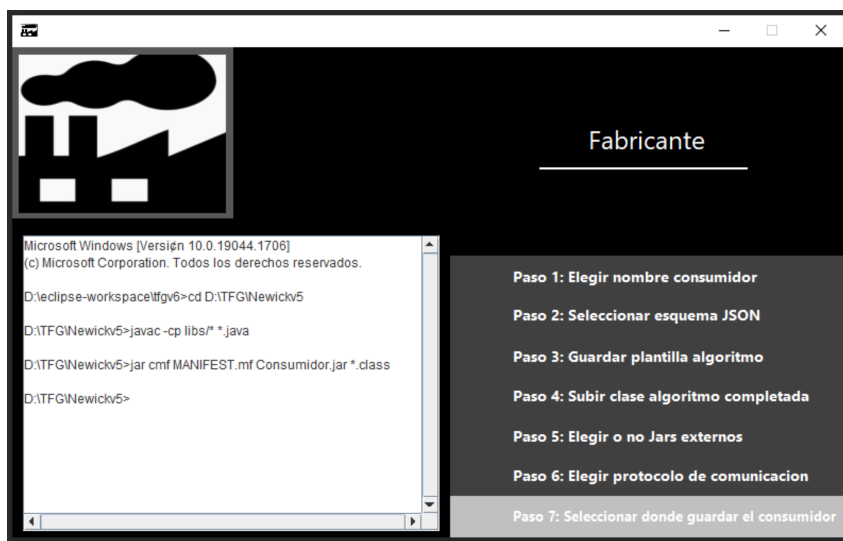 Fabricante
Microsoft Windows [Versi¢n 10.0.19044.1706]
(c) Microsoft Corporation. Todos los derechos reservados.
D:\eclipse-workspace\tfgv6>cd D:\TFG\Newickv5
D:\TFG\Newickv5>javac -cp libs/* *.java
D:\TFG\Newickv5>jar cmf MANIFEST.mf Consumidor.jar *.class
D:\TFG\Newickv5>
Paso 1: Elegir nombre consumidor
Paso 2: Seleccionar esquema JSON
Paso 3: Guardar plantilla algoritmo
Paso 4: Subir clase algoritmo completada
Paso 5: Elegir o no Jars externos
Paso 6: Elegir protocolo de comunicacion
Paso 7: Seleccionar donde guardar el consumidor